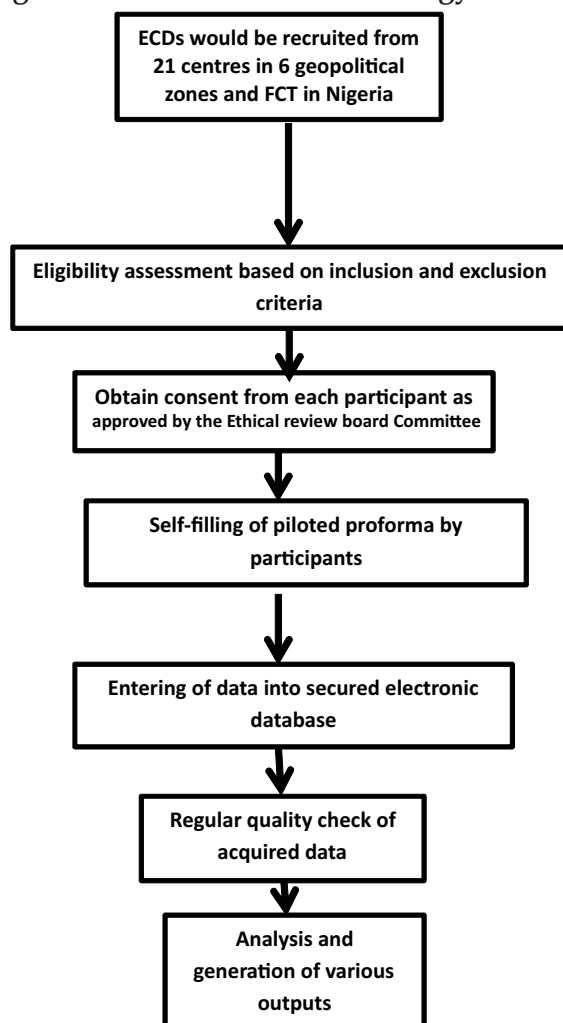 ECDs would be recruited from
21 centres in 6 geopolitical
zones and FCT in Nigeria
Eligibility assessment based on inclusion and exclusion
criteria
Obtain consent from each participant as
approved by the Ethical review board Committee
Self-filling of piloted proforma by
participants
Entering of data into secured electronic
database
Regular quality check of
acquired data
Analysis and
generation of various
outputs